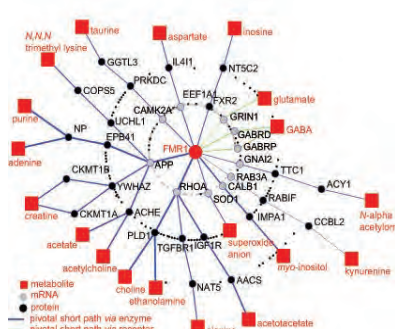 taurine
N,N,N
trimethyl lysine
aspartate
inosine
GGTL3
IL4I1
NT5C2
COPS5
PRKDC
EEF1A1
FXR2
glutamate
purine
CAMK2A
GRIN1
UCHL1
GABRD
GABA
NP
EPB41
FMR1
GABRP
adenine
APP
GNAI2
TTC1
CKMT1B
RAB3A
YWHAZ
RHOA
CALB1
ACY1
creatine
SOD1
RABIF
N-alpha
CKMT1A
ACHE
IMPA1
CCBL2
acetate
PLD1
superoxide
anion
TGFBR1
IGF1R
acetylcholine
myo-inositol
kynurenine
choline
AACS
ethanolamine
NAT5
metabolite
mRNA
protein
acetotacetate
pivotal short path via enzyme